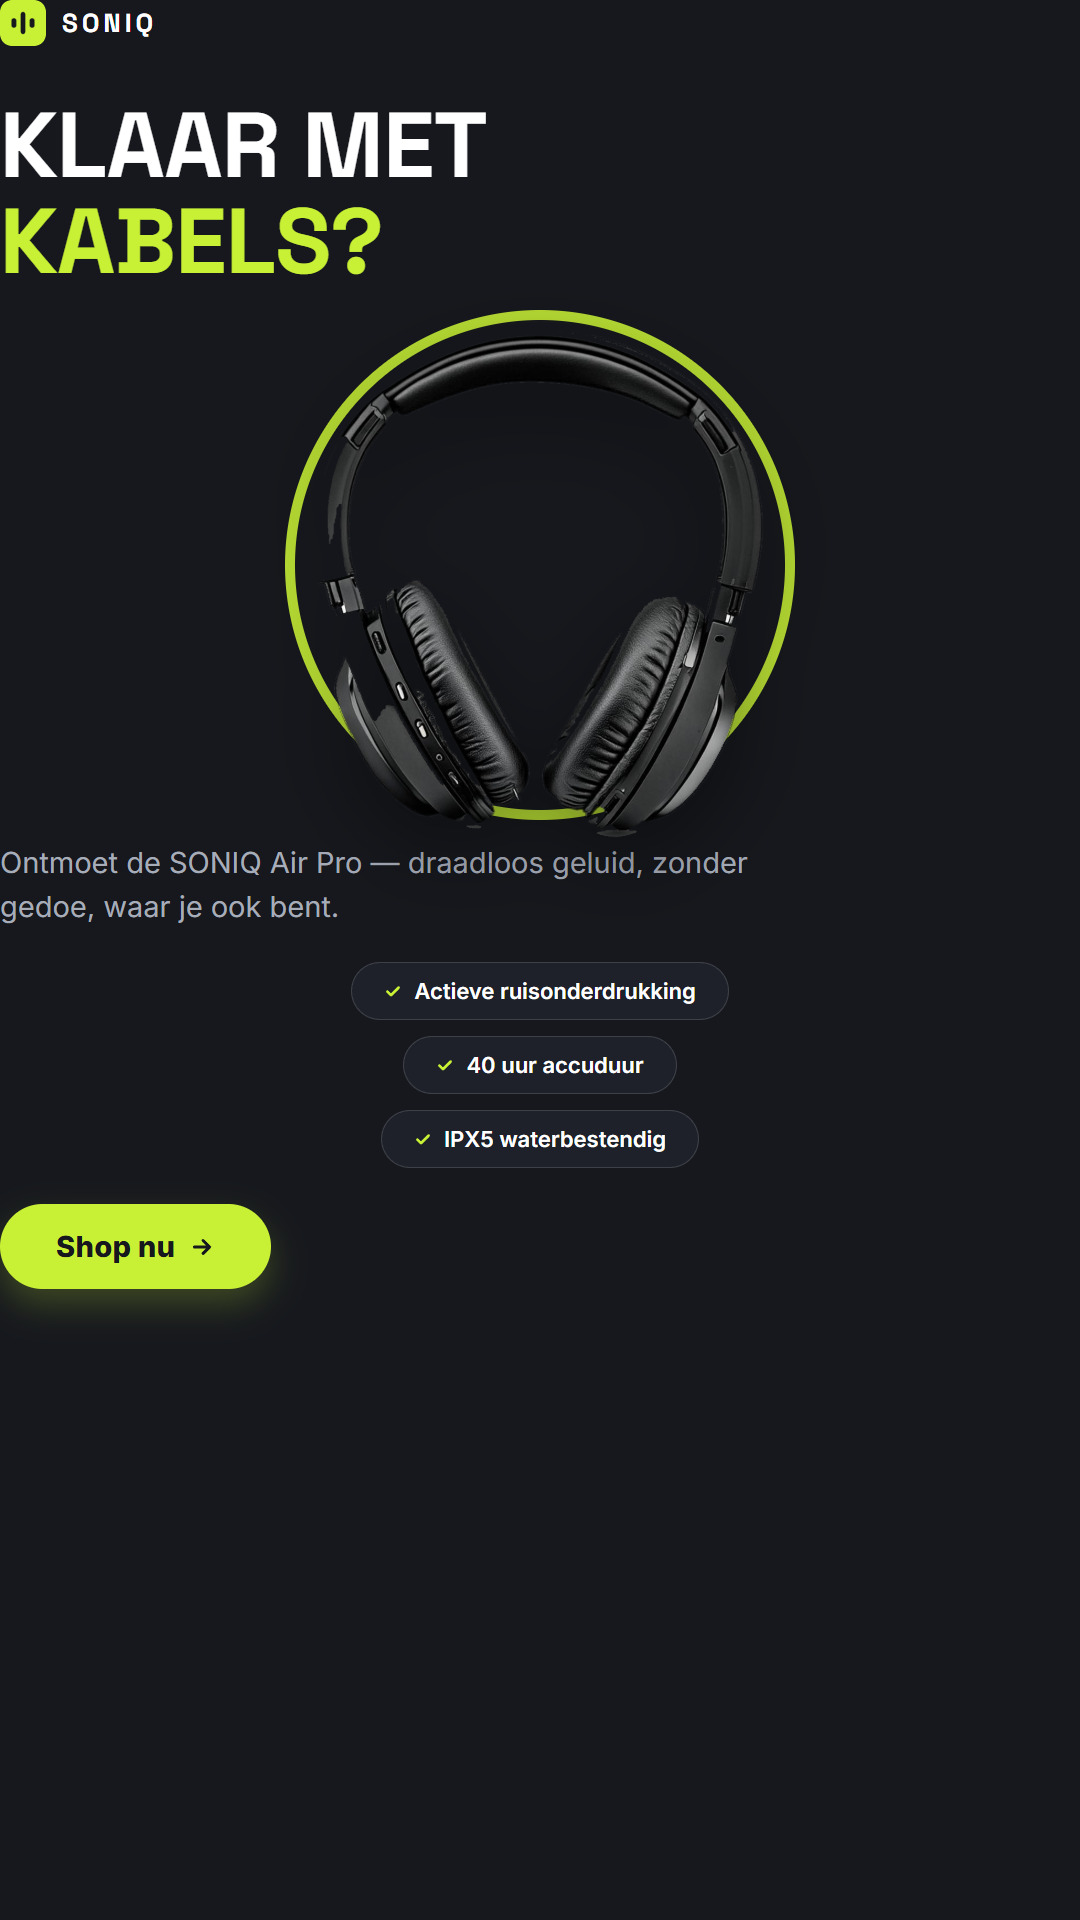 SONIQ
KLAAR MET
KABELS?
Ontmoet de SONIQ Air Pro — draadloos geluid, zonder
gedoe, waar je ook bent.
Actieve ruisonderdrukking
40 uur accuduur
IPX5 waterbestendig
Shop nu →